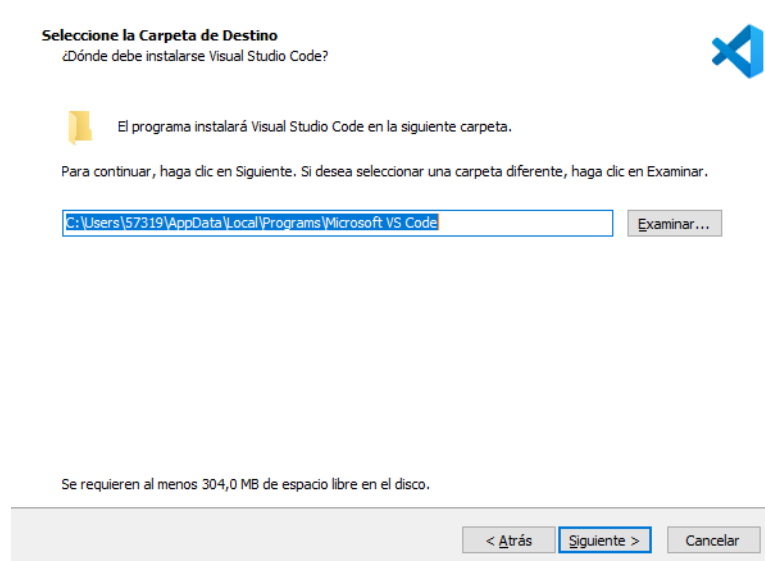 Seleccione la Carpeta de Destino
¿Dónde debe instalarse Visual Studio Code?
El programa instalará Visual Studio Code en la siguiente carpeta.
Para continuar, haga clic en Siguiente. Si desea seleccionar una carpeta diferente, haga clic en Examinar.
C:\Users\57319\AppData\Local\Programs\Microsoft VS Code
Examinar...
Se requieren al menos 304,0 MB de espacio libre en el disco.
< Atrás
Siguiente >
Cancelar